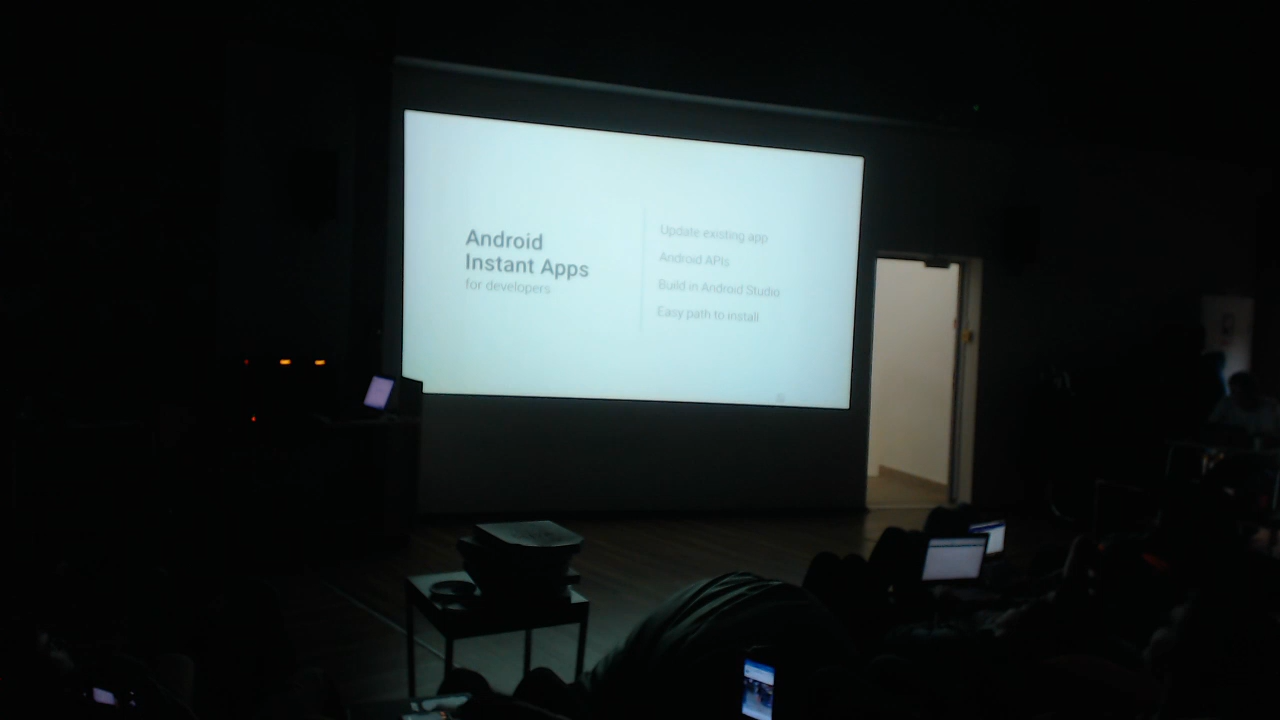 Android
Instant Apps
for developers
Update existing app
Android APIs
Build in Android Studio
Easy path to install